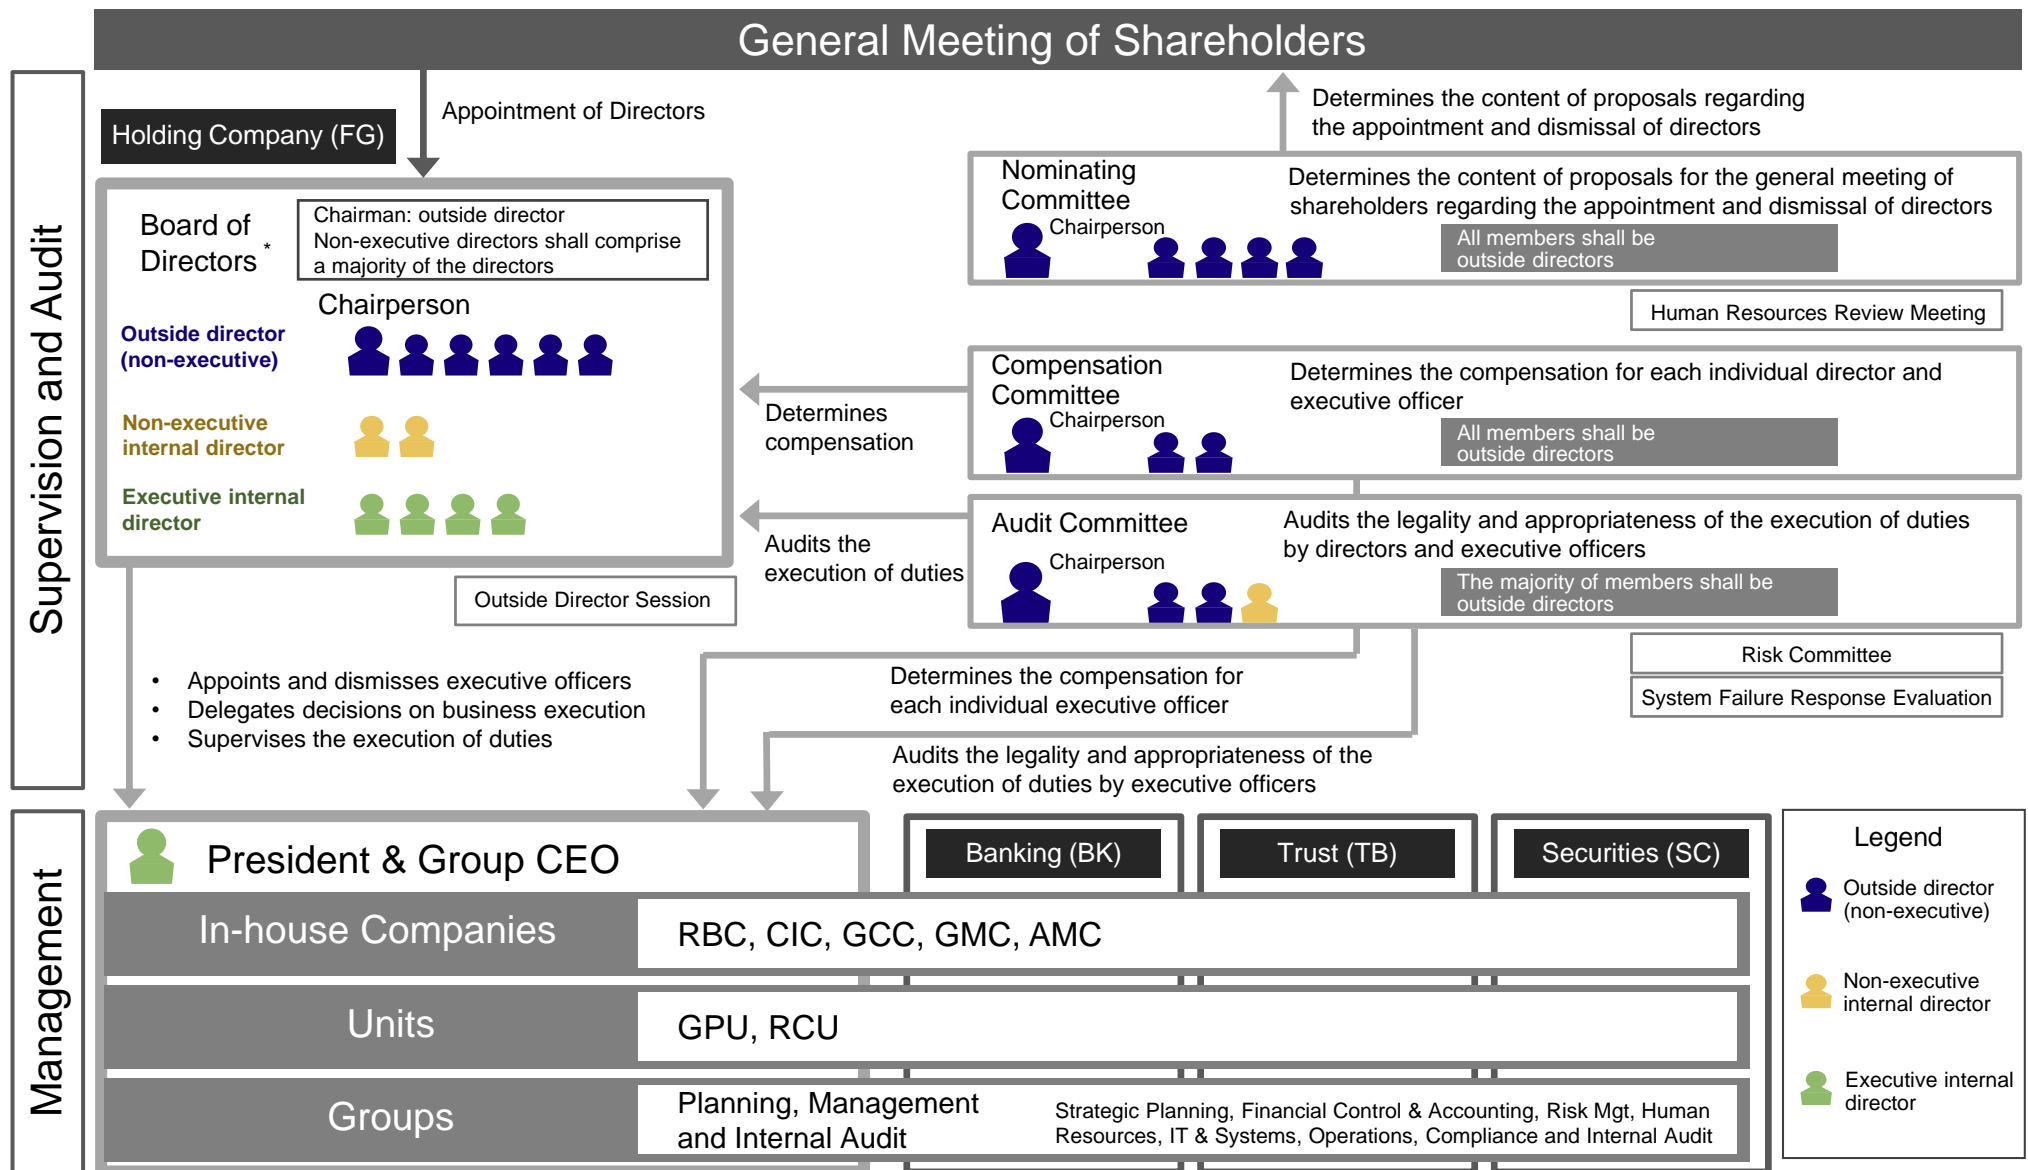 General Meeting of Shareholders
Supervision and Audit
Holding Company (FG)
Appointment of Directors
Determines the content of proposals regarding
the appointment and dismissal of directors
Board of
Directors *
Chairman: outside director
Non-executive directors shall comprise
a majority of the directors
Chairperson
Outside director
(non-executive)
Non-executive
internal director
Executive internal
director
Outside Director Session
Nominating
Committee
Chairperson
Determines the content of proposals for the general meeting of
shareholders regarding the appointment and dismissal of directors
All members shall be
outside directors
Human Resources Review Meeting
Determines
compensation
Compensation
Committee
Chairperson
Determines the compensation for each individual director and
executive officer
All members shall be
outside directors
Audits the
execution of duties
Audit Committee
Chairperson
Audits the legality and appropriateness of the execution of duties
by directors and executive officers
The majority of members shall be
outside directors
Risk Committee
System Failure Response Evaluation
• Appoints and dismisses executive officers
• Delegates decisions on business execution
• Supervises the execution of duties
Determines the compensation for
each individual executive officer
Audits the legality and appropriateness of the
execution of duties by executive officers
Management
President & Group CEO
Banking (BK)
Trust (TB)
Securities (SC)
In-house Companies
RBC, CIC, GCC, GMC, AMC
Units
GPU, RCU
Groups
Planning, Management
and Internal Audit
Strategic Planning, Financial Control & Accounting, Risk Mgt, Human
Resources, IT & Systems, Operations, Compliance and Internal Audit
Legend
Outside director
(non-executive)
Non-executive
internal director
Executive internal
director